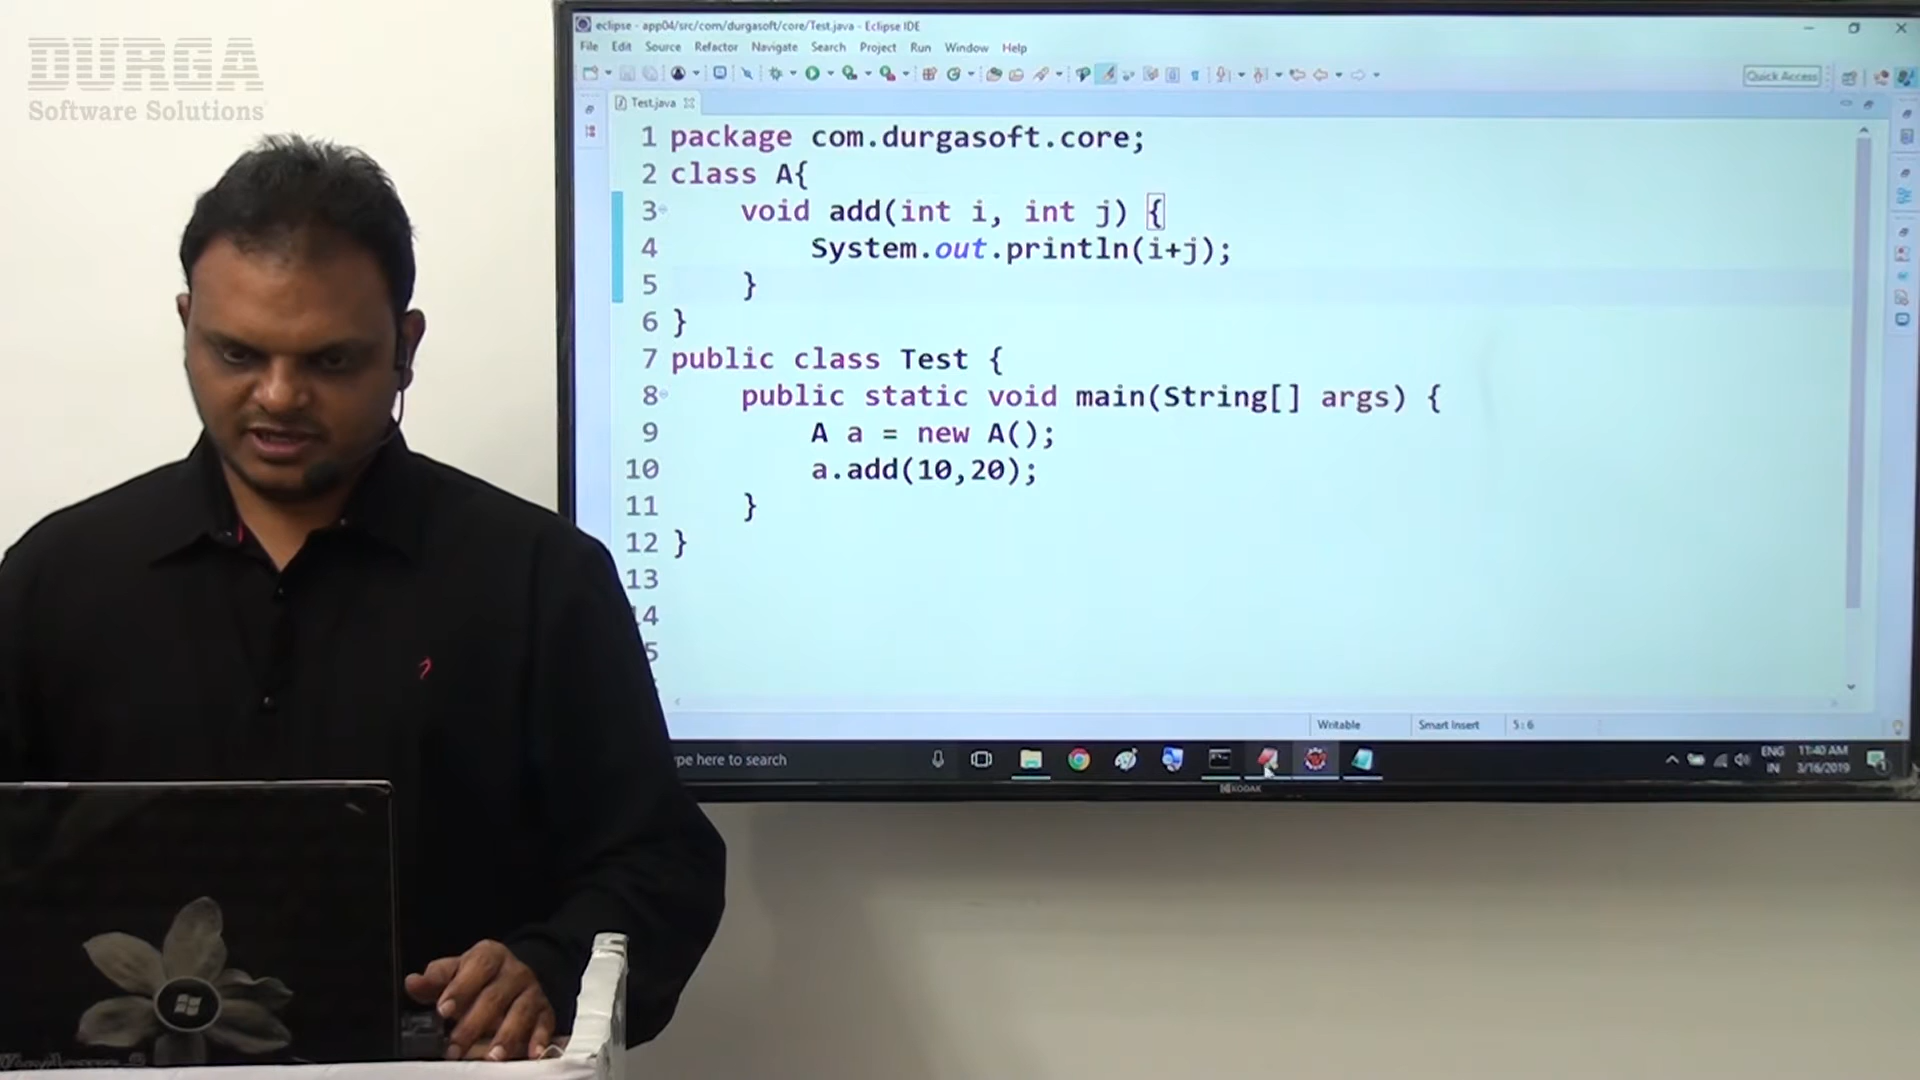 DURGA
Software Solutions
eclipse - app04/src/com/durgasoft/core/Test.java - Eclipse IDE
File Edit Source Refactor Navigate Search Project Run Window Help
Quick Access
Test.java
1 package com.durgasoft.core;
2 class A{
3 void add(int i, int j) {
4 System.out.println(i+j);
5 }
6 }
7 public class Test {
8 public static void main(String[] args) {
9 A a = new A();
10 a.add(10,20);
11 }
12 }
13
14
5
Writable Smart Insert 5:6
pe here to search
ENG 11:40 AM
IN 3/16/2019
KODAK